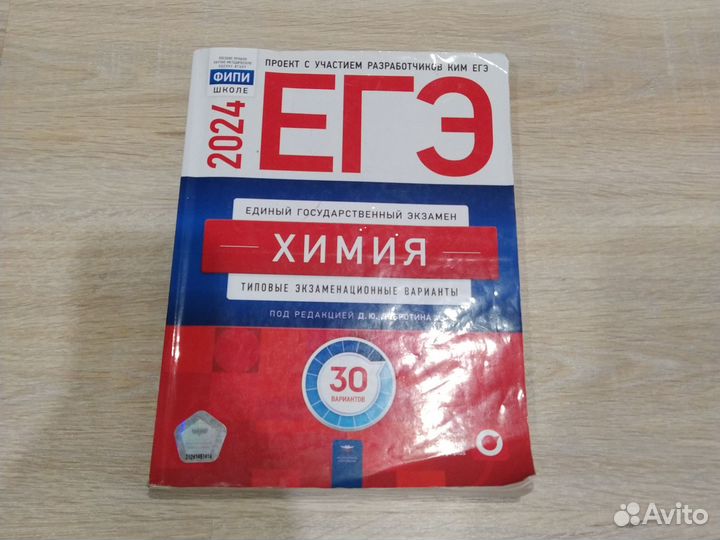 ПРОЕКТ С УЧАСТИЕМ РАЗРАБОТЧИКОВ КИМ ЕГЭ
ФИПИ
ШКОЛЕ
2024
ЕГЭ
ЕДИНЫЙ ГОСУДАРСТВЕННЫЙ ЭКЗАМЕН
ХИМИЯ
ТИПОВЫЕ ЭКЗАМЕНАЦИОННЫЕ ВАРИАНТЫ
ПОД РЕДАКЦИЕЙ Д. Ю. ДОБРОТИНА
30
ВАРИАНТОВ
Avito